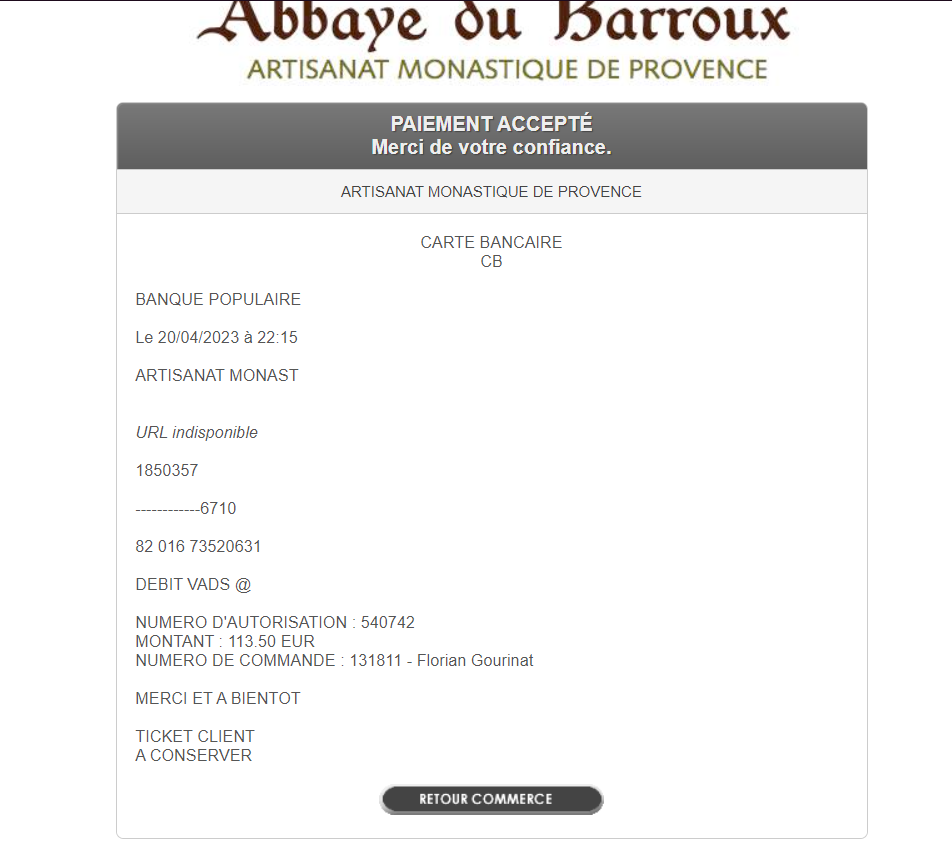 Abbaye du Barroux
ARTISANAT MONASTIQUE DE PROVENCE
PAIEMENT ACCEPTÉ
Merci de votre confiance.
ARTISANAT MONASTIQUE DE PROVENCE
CARTE BANCAIRE
CB
BANQUE POPULAIRE
Le 20/04/2023 à 22:15
ARTISANAT MONAST
URL indisponible
1850357
------------6710
82 016 73520631
DEBIT VADS @
NUMERO D'AUTORISATION : 540742
MONTANT : 113.50 EUR
NUMERO DE COMMANDE : 131811 - Florian Gourinat
MERCI ET A BIENTOT
TICKET CLIENT
A CONSERVER
RETOUR COMMERCE